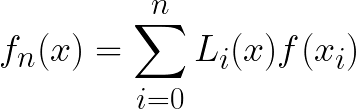 f_n(x) = \sum_{i=0}^{n} L_i(x) f(x_i)